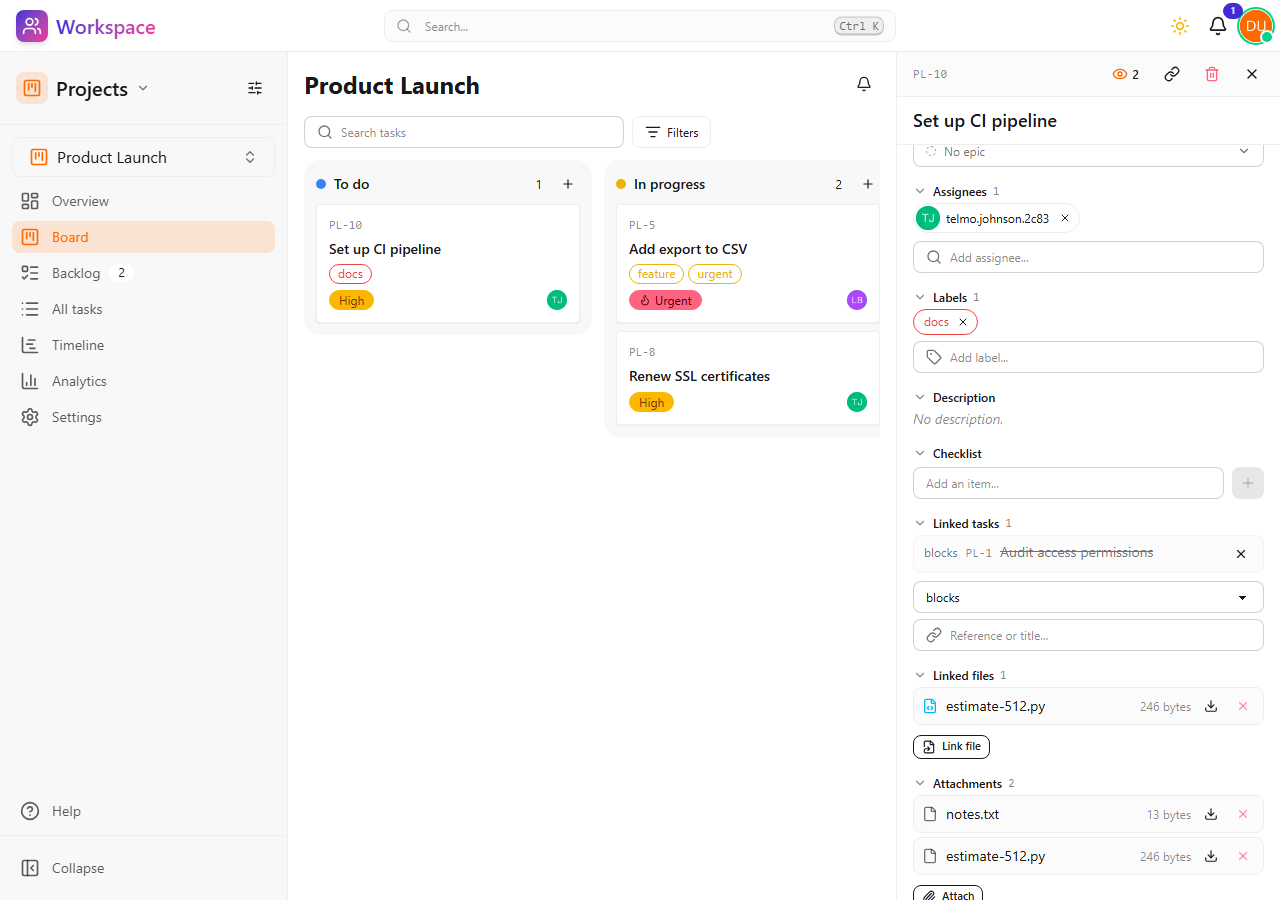 Workspace
Search...
Ctrl K
1
DU
Projects
Product Launch
Overview
Board
Backlog 2
All tasks
Timeline
Analytics
Settings
Help
Collapse
Product Launch
Search tasks
Filters
To do 1
PL-10
Set up CI pipeline
docs
High
TJ
In progress 2
PL-5
Add export to CSV
feature urgent
Urgent
LB
PL-8
Renew SSL certificates
High
TJ
PL-10
2
Set up CI pipeline
No epic
Assignees 1
TJ telmo.johnson.2c83
Add assignee...
Labels 1
docs
Add label...
Description
No description.
Checklist
Add an item...
Linked tasks 1
blocks PL-1 Audit access permissions
blocks
Reference or title...
Linked files 1
estimate-512.py 246 bytes
Link file
Attachments 2
notes.txt 13 bytes
estimate-512.py 246 bytes
Attach